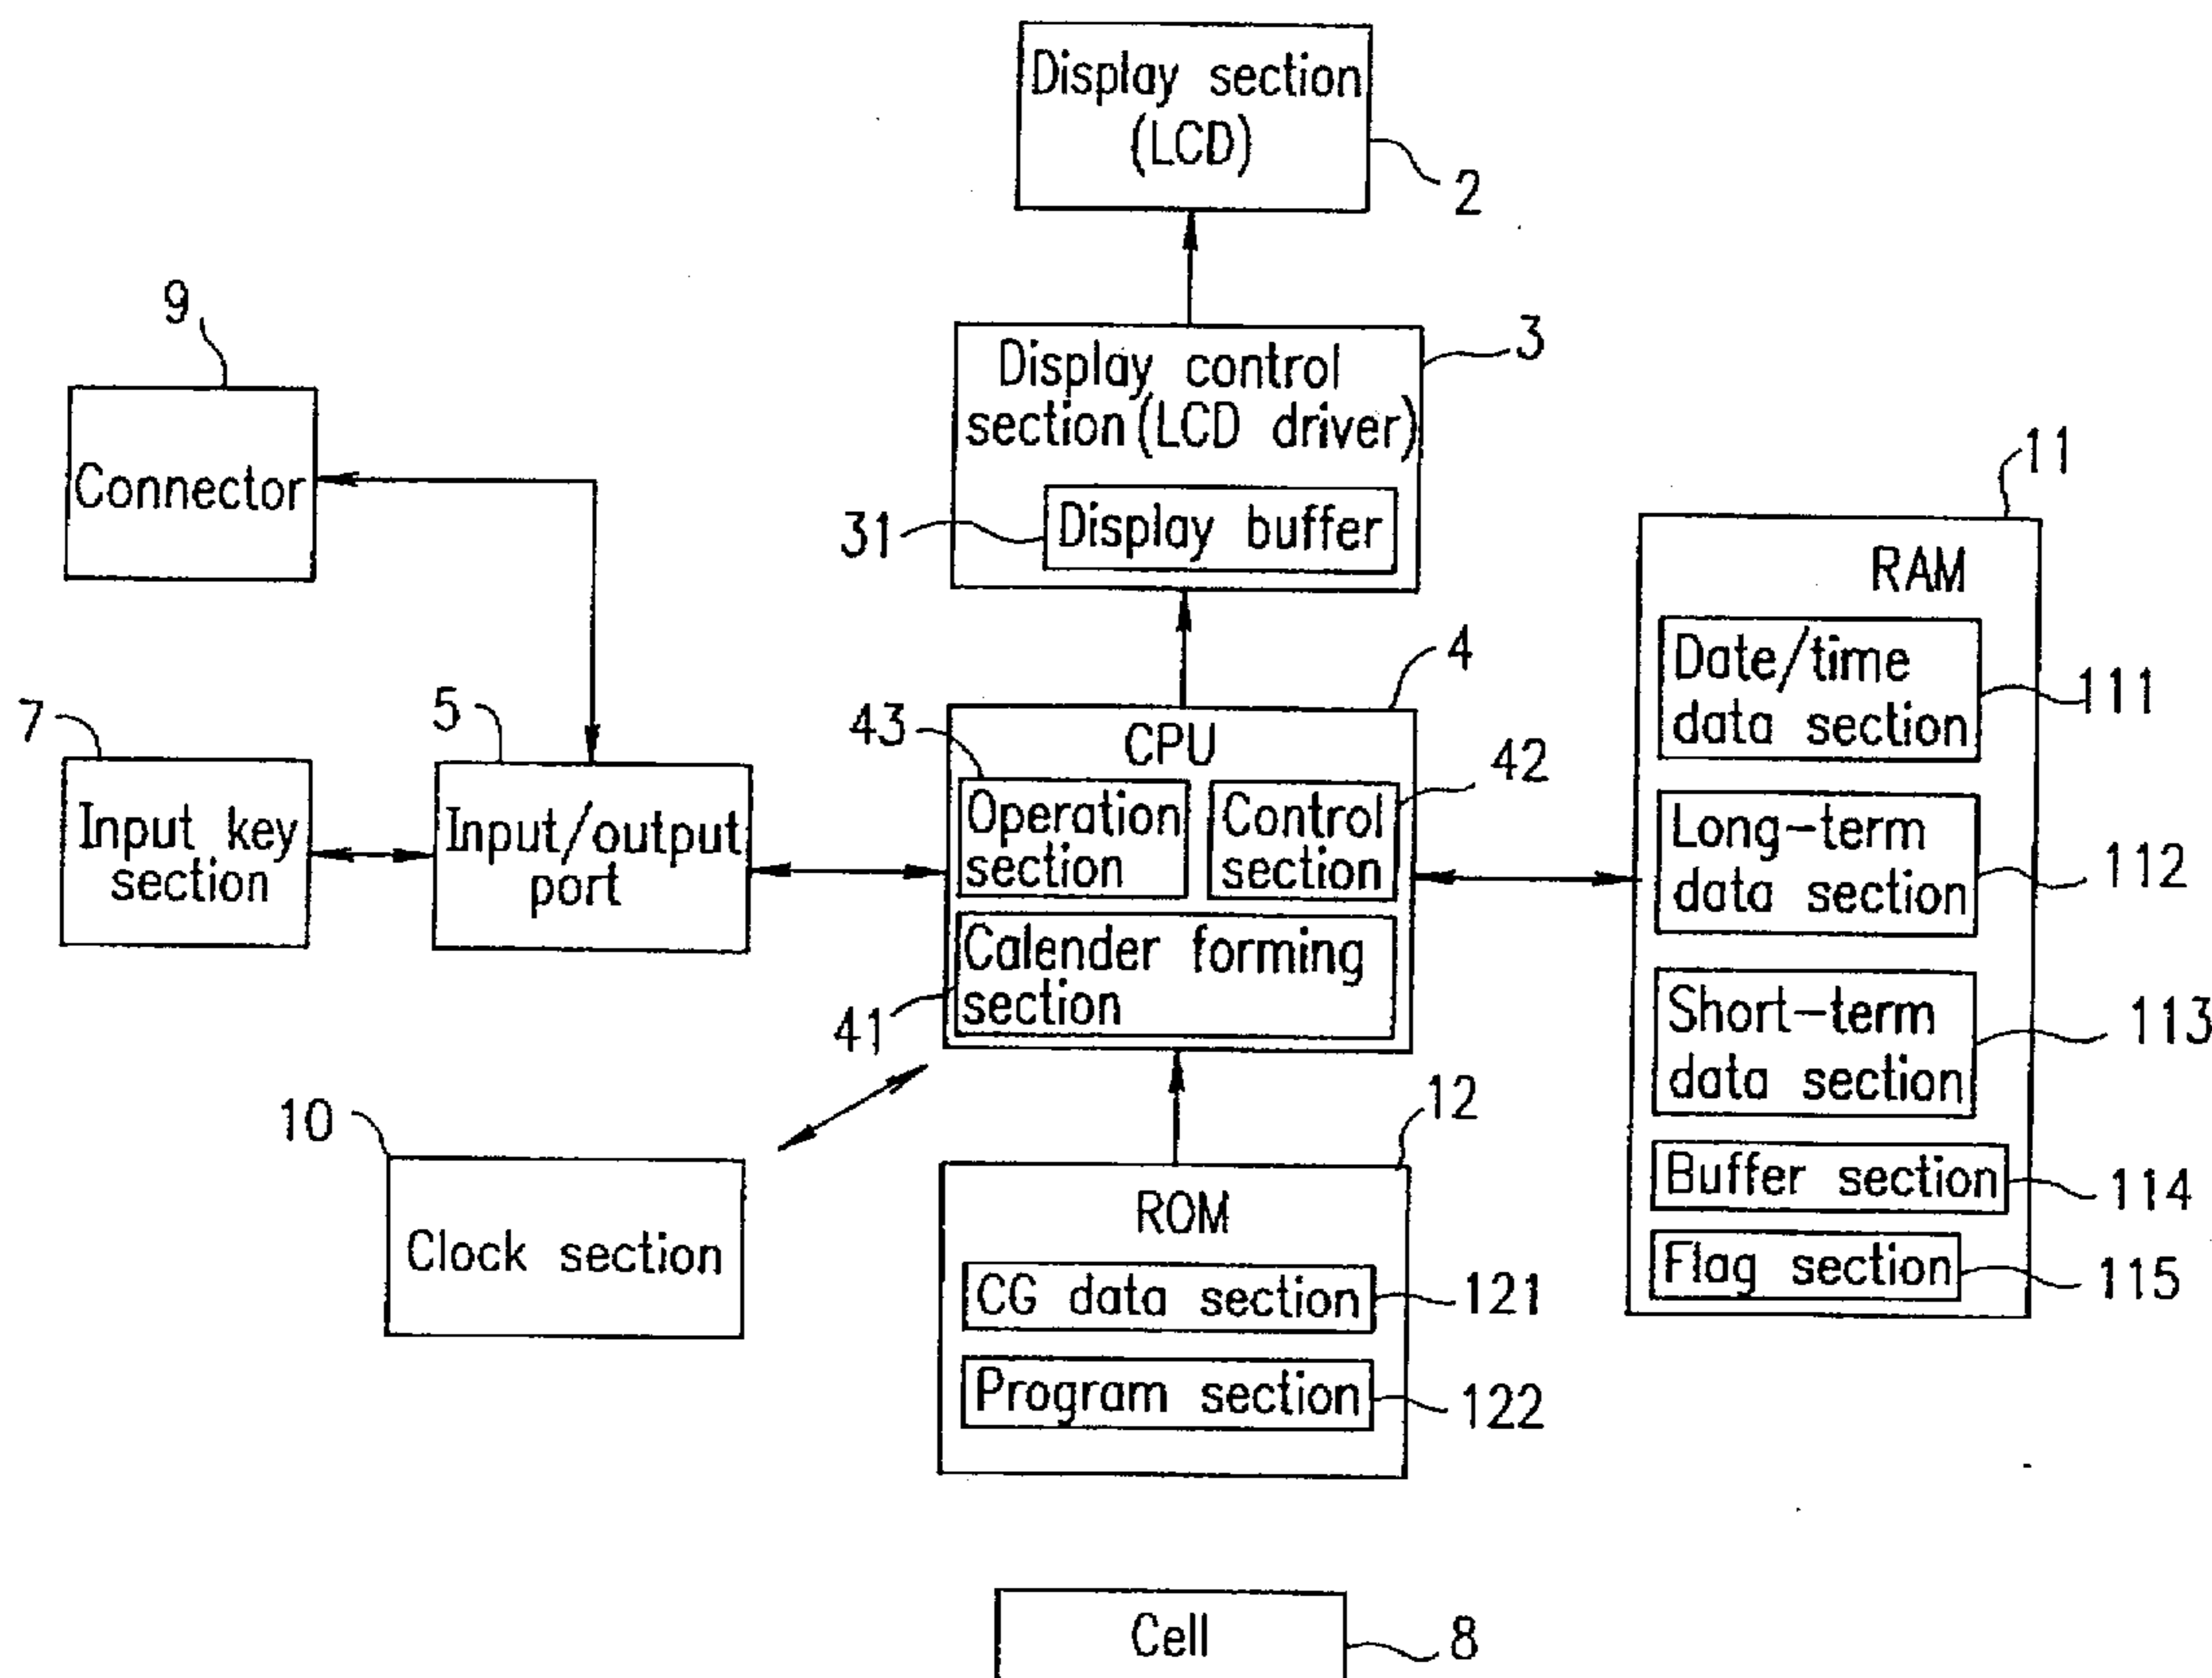 Display section
(LCD)
2
9
Connector
Display control
section (LCD driver)
3
31
Display buffer
11
RAM
Date/time
data section
111
Long-term
data section
112
Short-term
data section
113
Buffer section
114
Flag section
115
7
Input key
section
5
Input/output
port
4
CPU
43
Operation
section
42
Control
section
Calender forming
section
41
10
Clock section
12
ROM
CG data section
121
Program section
122
Cell
8